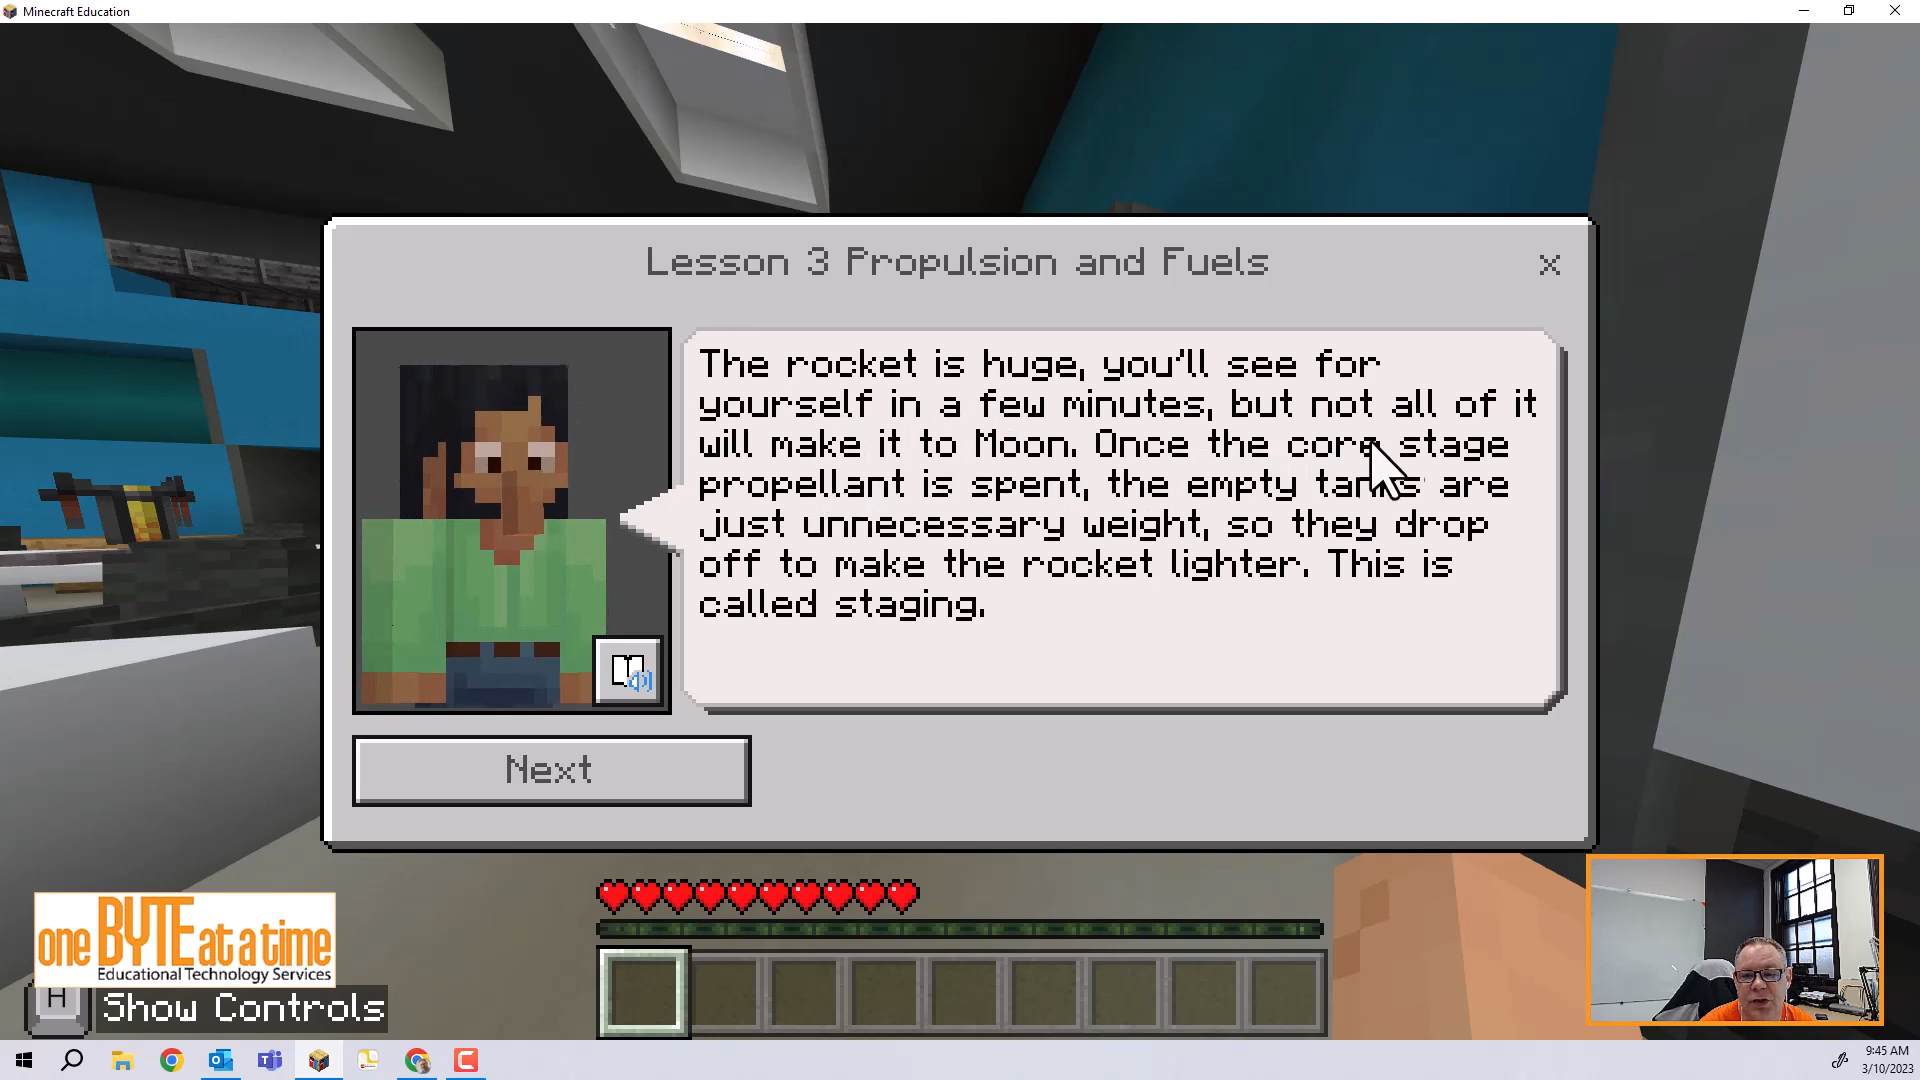 Minecraft Education
Lesson 3 Propulsion and Fuels
The rocket is huge, you'll see for
yourself in a few minutes, but not all of it
will make it to Moon. Once the core stage
propellant is spent, the empty tanks are
just unnecessary weight, so they drop
off to make the rocket lighter. This is
called staging.
Next
one BYTE at a time
Educational Technology Services
H
Show Controls
9:45 AM
3/10/2023